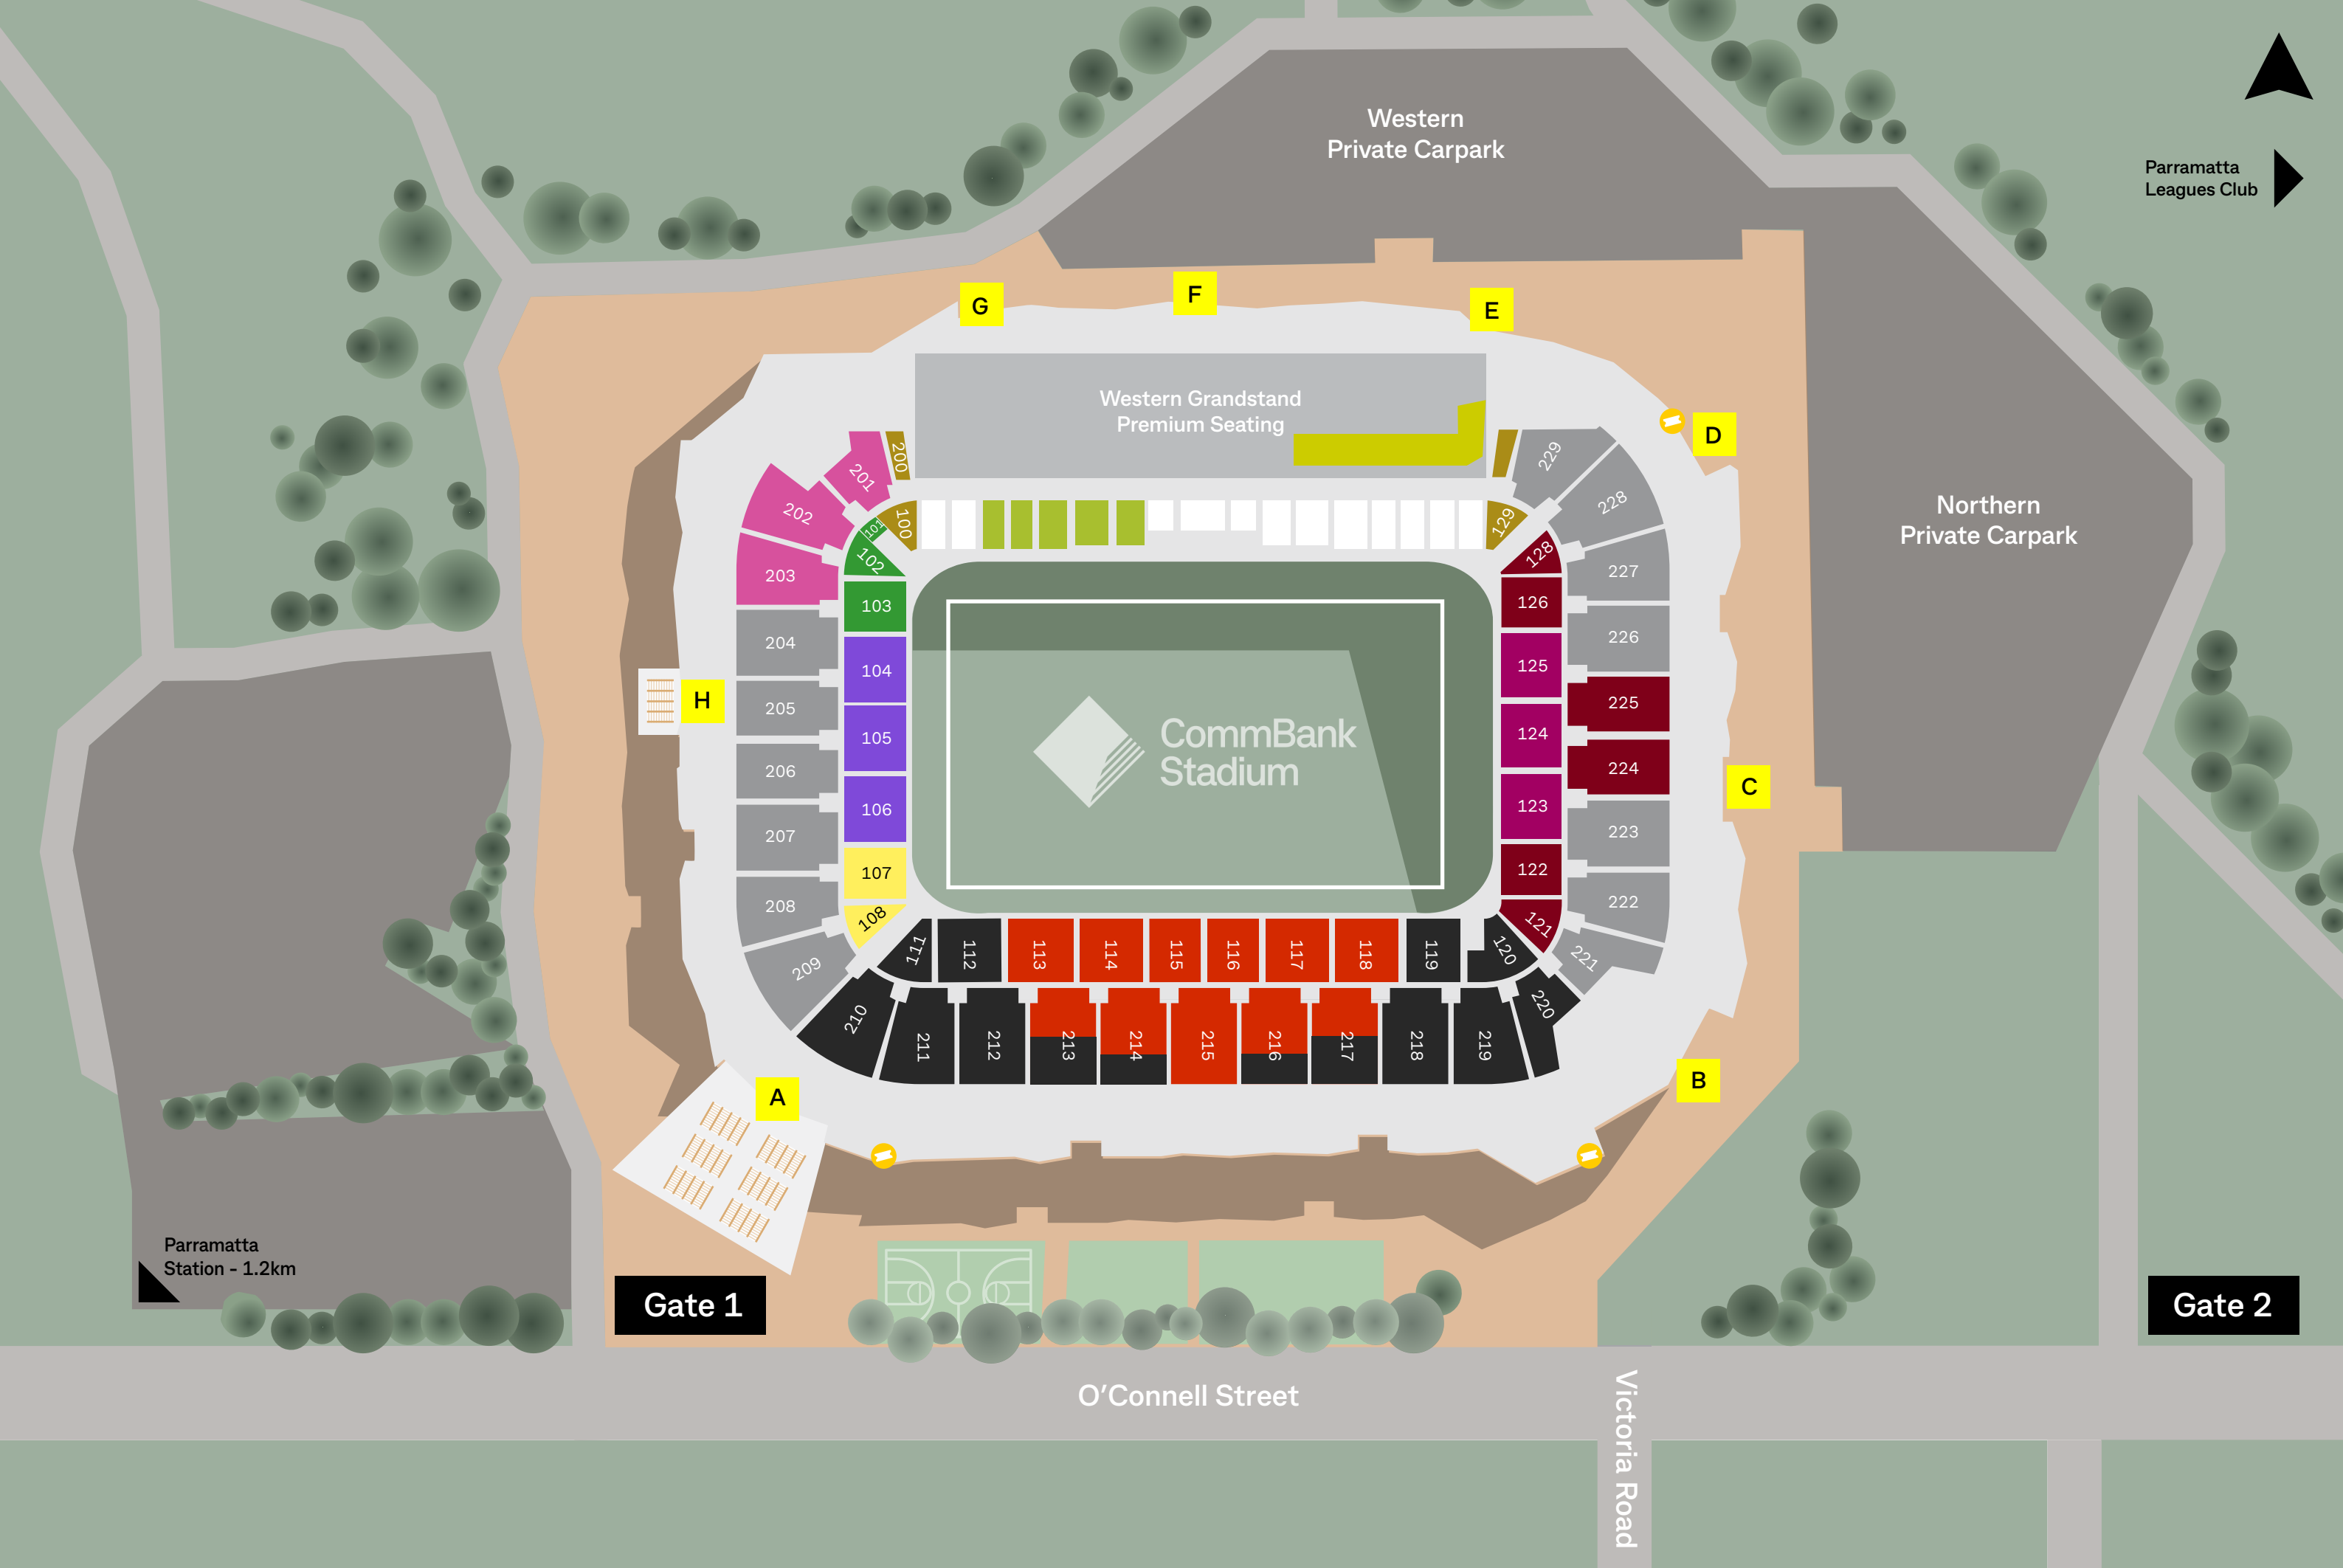 Western
Private Carpark
Parramatta
Leagues Club
G
F
E
D
Western Grandstand
Premium Seating
200
201
202
203
204
205
206
207
208
209
229
228
227
226
225
224
223
222
221
100
101
102
103
104
105
106
107
108
129
128
126
125
124
123
122
121
Northern
Private Carpark
H
C
CommBank
Stadium
111
112
113
114
115
116
117
118
119
120
210
211
212
213
214
215
216
217
218
219
220
A
B
Parramatta
Station - 1.2km
Gate 1
Gate 2
O'Connell Street
Victoria Road